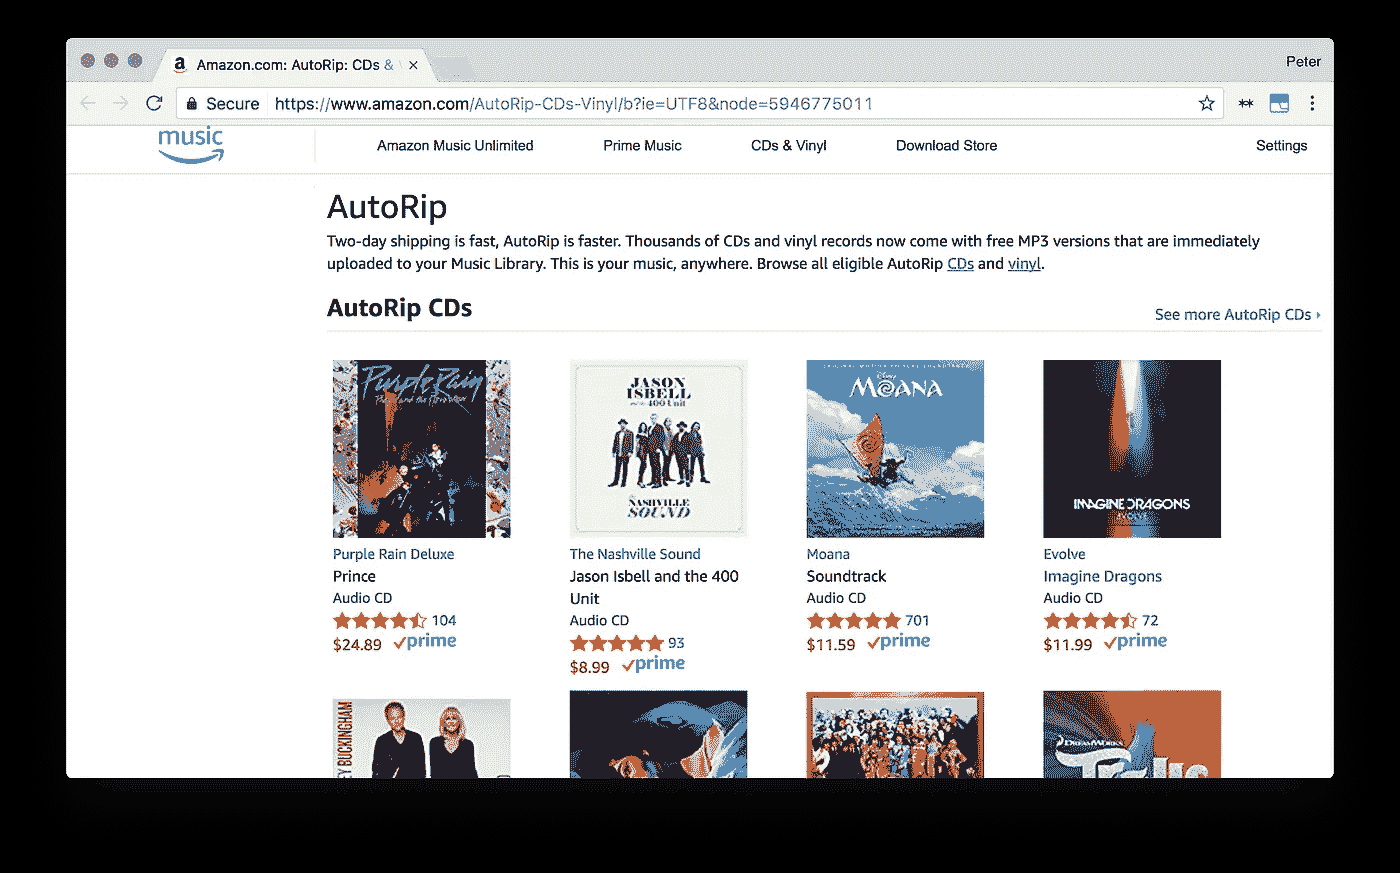 Amazon.com: AutoRip: CDs &
Peter
Secure
https://www.amazon.com/AutoRip-CDs-Vinyl/b?ie=UTF8&node=5946775011
music
Amazon Music Unlimited
Prime Music
CDs & Vinyl
Download Store
Settings
AutoRip
Two-day shipping is fast, AutoRip is faster. Thousands of CDs and vinyl records now come with free MP3 versions that are immediately
uploaded to your Music Library. This is your music, anywhere. Browse all eligible AutoRip CDs and vinyl.
AutoRip CDs
See more AutoRip CDs ›
Purple Rain
JASON
ISBELL
400 Unit
NASHVILLE
SOUND
Disney
MOANA
IMAGINE DRAGONS
EVOLVE
Purple Rain Deluxe
Prince
Audio CD
104
$24.89 prime
The Nashville Sound
Jason Isbell and the 400
Unit
Audio CD
93
$8.99 prime
Moana
Soundtrack
Audio CD
701
$11.59 prime
Evolve
Imagine Dragons
Audio CD
72
$11.99 prime
EY BUCKINGHAM
DREAMWORKS
Trolls